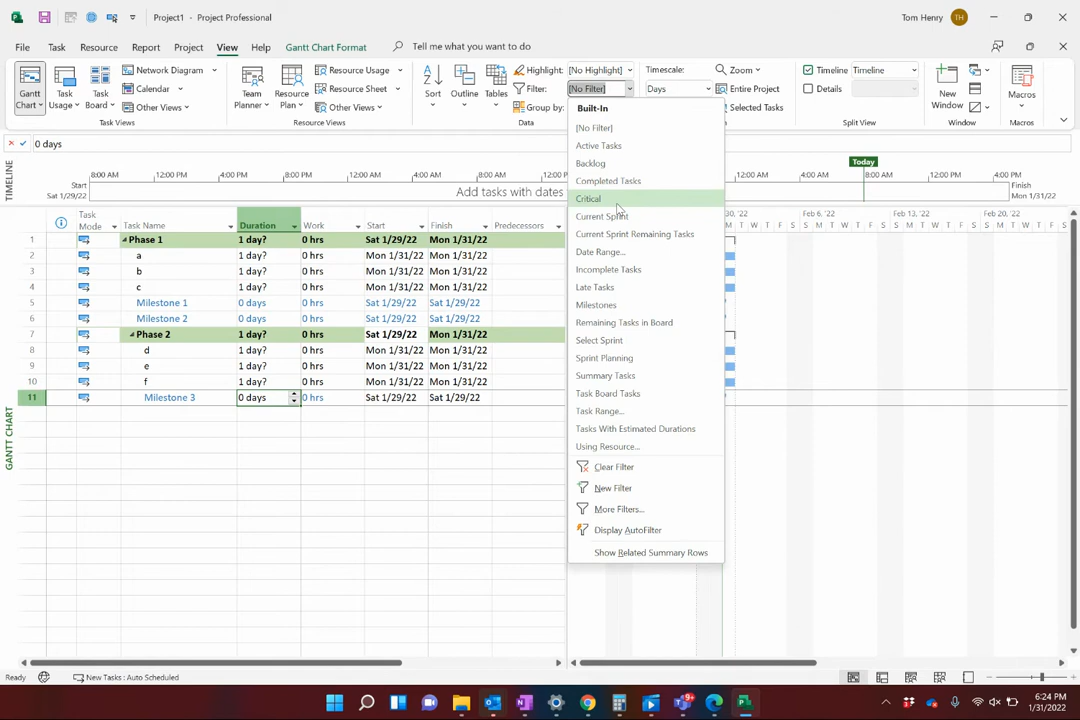 Project1 - Project Professional
Tom Henry TH
File Task Resource Report Project View Help Gantt Chart Format Tell me what you want to do
Gantt Chart
Task Usage
Task Board
Network Diagram
Calendar
Other Views
Task Views
Team Planner
Resource Plan
Resource Usage
Resource Sheet
Other Views
Resource Views
Sort
Outline
Tables
Highlight: [No Highlight]
Filter: [No Filter]
Group by:
Data
Timescale:
Days
Zoom
Entire Project
Selected Tasks
Timeline Timeline
Details
Split View
New Window
Window
Macros
Macros
0 days
TIMELINE
Start
Sat 1/29/22
8:00 AM 12:00 PM 4:00 PM 8:00 PM 12:00 AM 4:00 AM 8:00 AM 12:00 P
Today
12:00 AM 4:00 AM 8:00 AM 12:00 PM 4:00 PM
Add tasks with dates
Finish
Mon 1/31/22
Task Mode Task Name Duration Work Start Finish Predecessors
30, '22 Feb 6, '22 Feb 13, '22 Feb 20, '22
M T W T F S S M T W T F S S M T W T F S S M T W T F S
1 Phase 1 1 day? 0 hrs Sat 1/29/22 Mon 1/31/22
2 a 1 day? 0 hrs Mon 1/31/22 Mon 1/31/22
3 b 1 day? 0 hrs Mon 1/31/22 Mon 1/31/22
4 c 1 day? 0 hrs Mon 1/31/22 Mon 1/31/22
5 Milestone 1 0 days 0 hrs Sat 1/29/22 Sat 1/29/22
6 Milestone 2 0 days 0 hrs Sat 1/29/22 Sat 1/29/22
7 Phase 2 1 day? 0 hrs Sat 1/29/22 Mon 1/31/22
8 d 1 day? 0 hrs Mon 1/31/22 Mon 1/31/22
9 e 1 day? 0 hrs Mon 1/31/22 Mon 1/31/22
10 f 1 day? 0 hrs Mon 1/31/22 Mon 1/31/22
11 Milestone 3 0 days 0 hrs Sat 1/29/22 Sat 1/29/22
GANTT CHART
Built-In
[No Filter]
Active Tasks
Backlog
Completed Tasks
Critical
Current Sprint
Current Sprint Remaining Tasks
Date Range...
Incomplete Tasks
Late Tasks
Milestones
Remaining Tasks in Board
Select Sprint
Sprint Planning
Summary Tasks
Task Board Tasks
Task Range...
Tasks With Estimated Durations
Using Resource...
Clear Filter
New Filter
More Filters...
Display AutoFilter
Show Related Summary Rows
Ready New Tasks : Auto Scheduled
6:24 PM
1/31/2022